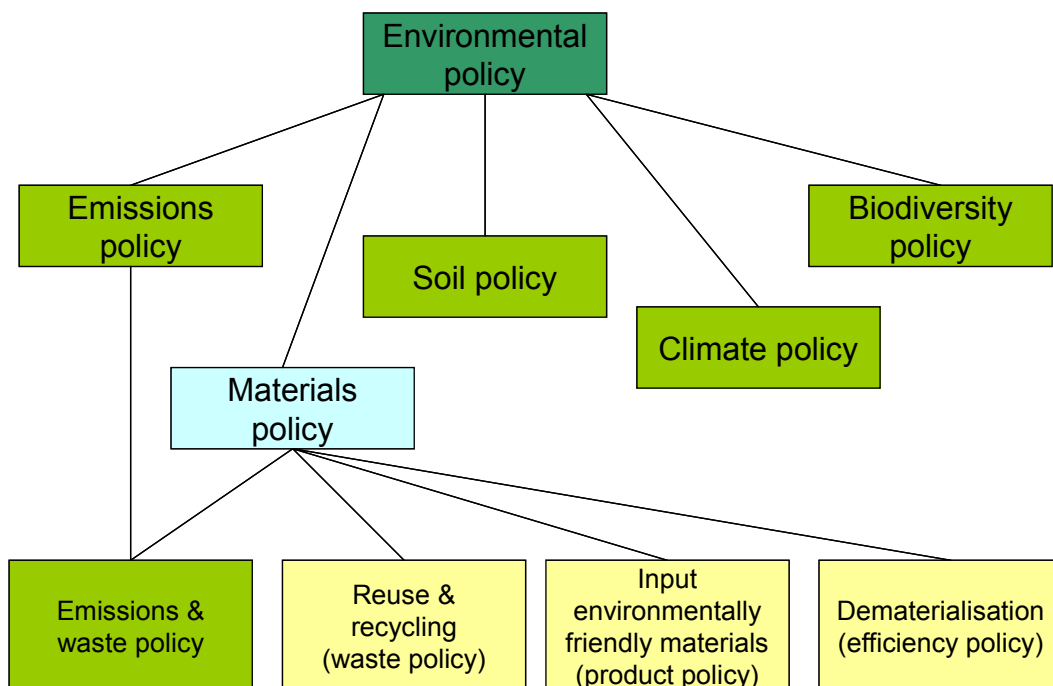 Environmental
policy
Emissions
policy
Biodiversity
policy
Soil policy
Climate policy
Materials
policy
Emissions &
waste policy
Reuse &
recycling
(waste policy)
Input
environmentally
friendly materials
(product policy)
Dematerialisation
(efficiency policy)